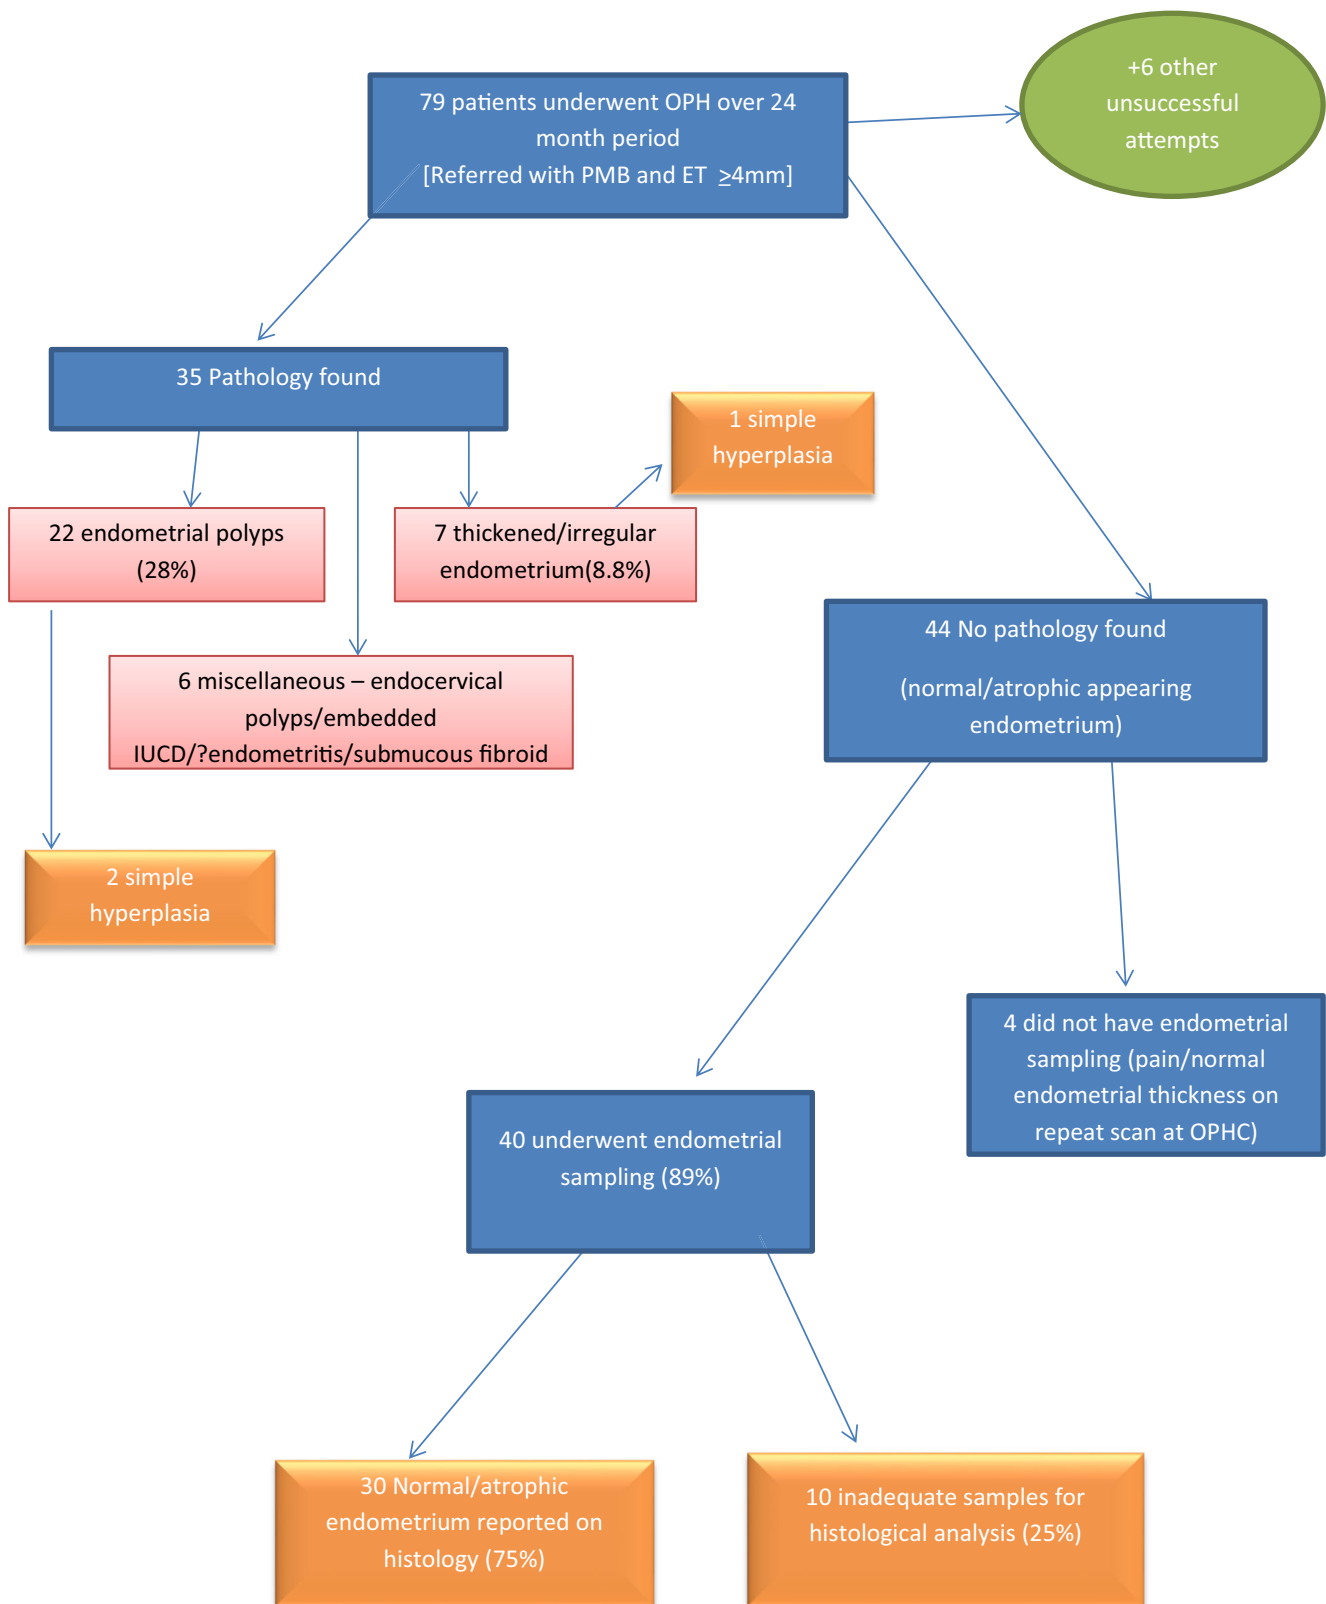 79 patients underwent OPH over 24
month period
[Referred with PMB and ET ≥4mm]
+6 other
unsuccessful
attempts
35 Pathology found
1 simple
hyperplasia
22 endometrial polyps
(28%)
7 thickened/irregular
endometrium(8.8%)
6 miscellaneous – endocervical
polyps/embedded
IUCD/?endometritis/submucous fibroid
44 No pathology found
(normal/atrophic appearing
endometrium)
2 simple
hyperplasia
4 did not have endometrial
sampling (pain/normal
endometrial thickness on
repeat scan at OPHC)
40 underwent endometrial
sampling (89%)
30 Normal/atrophic
endometrium reported on
histology (75%)
10 inadequate samples for
histological analysis (25%)